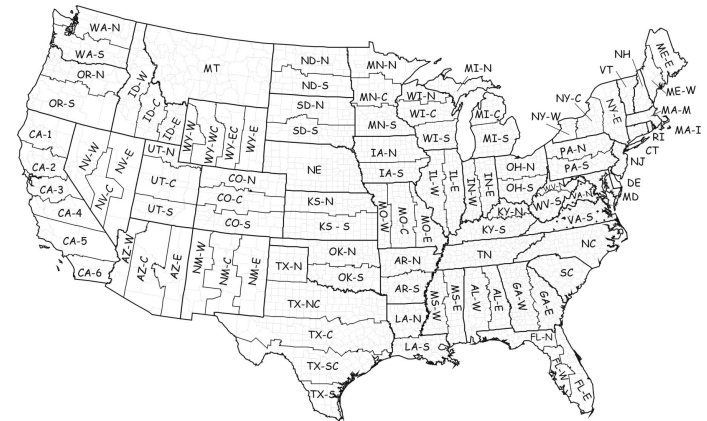 WA-N
WA-S
OR-N
OR-S
ID-W
ID-C
ID-E
MT
ND-N
ND-S
SD-N
SD-S
MN-N
MN-C
MN-S
WI-N
WI-C
WI-S
MI-N
MI-C
MI-S
NY-W
NY-C
NY-E
VT
NH
ME-E
ME-W
MA-M
MA-I
RI
CT
NJ
DE
MD
PA-N
PA-S
CA-1
CA-2
CA-3
CA-4
CA-5
CA-6
NV-W
NV-C
NV-E
UT-N
UT-C
UT-S
WY-W
WY-WC
WY-EC
WY-E
CO-N
CO-C
CO-S
NE
KS-N
KS - S
IA-N
IA-S
MO-W
MO-C
MO-E
IL-W
IL-E
IN-W
IN-E
OH-N
OH-S
WV-N
WV-S
VA-N
VA-S
KY-N
KY-S
TN
NC
SC
AZ-W
AZ-C
AZ-E
NM-W
NM-C
NM-E
TX-N
TX-NC
TX-C
TX-SC
TX-S
OK-N
OK-S
AR-N
AR-S
LA-N
LA-S
MS-W
MS-E
AL-W
AL-E
GA-W
GA-E
FL-N
FL-W
FL-E